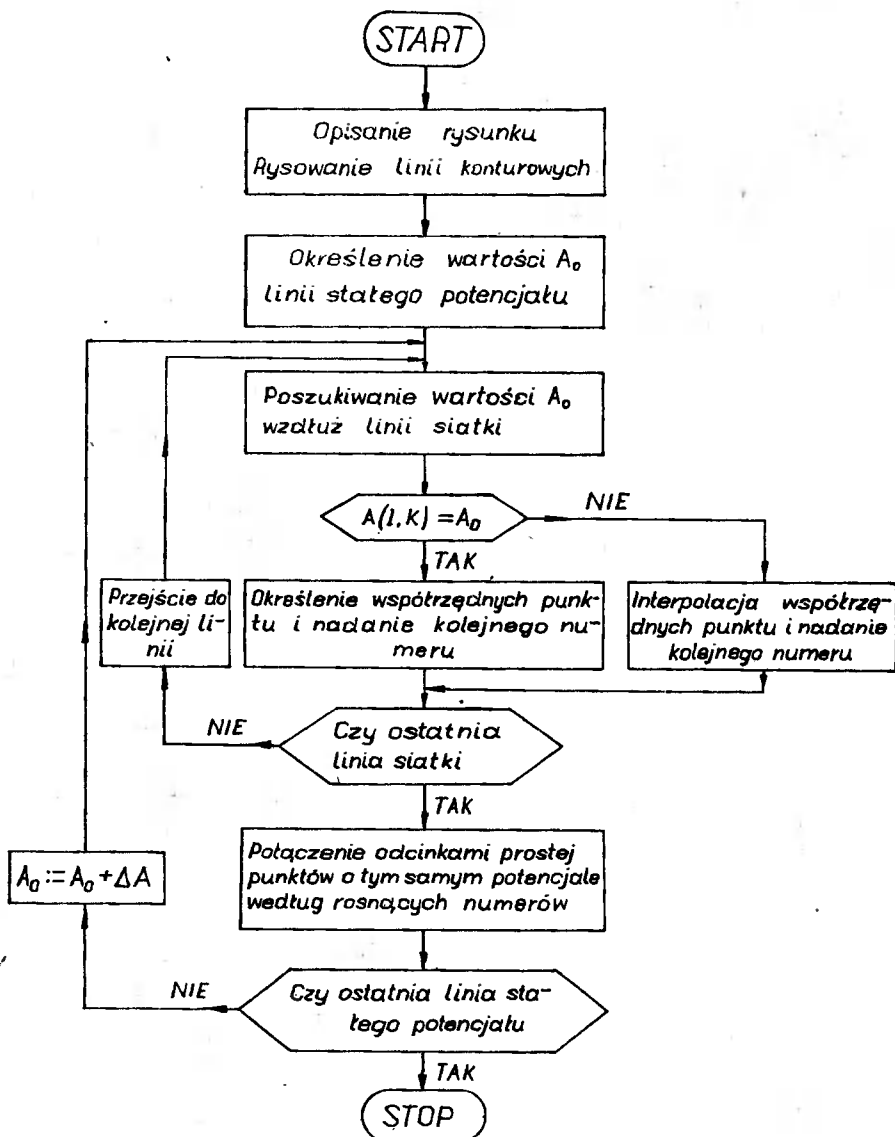 START
Opisanie rysunku
Rysowanie linii konturowych
Określenie wartości A₀
linii stałego potencjału
Poszukiwanie wartości A₀
wzdłuż linii siatki
A(I,K) = A₀
NIE
TAK
Przejście do
kolejnej li-
nii
Określenie współrzędnych punk-
tu i nadanie kolejnego nu-
meru
Interpolacja współrzę-
dnych punktu i nadanie
kolejnego numeru
NIE
Czy ostatnia
linia siatki
TAK
A₀ := A₀ + ΔA
Połączenie odcinkami prostej
punktów o tym samym potencjale
według rosnących numerów
NIE
Czy ostatnia linia sta-
łego potencjału
TAK
STOP